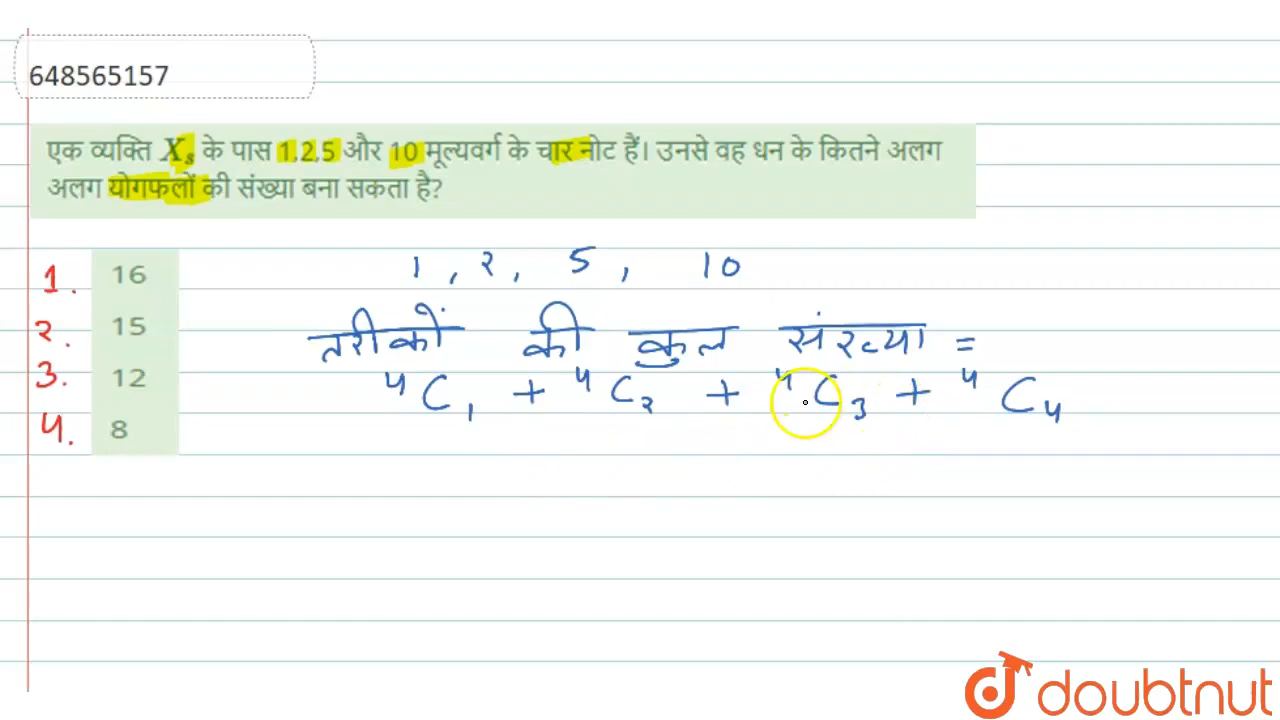 648565157
एक व्यक्ति Xₛ के पास 1,2,5 और 10 मूल्यवर्ग के चार नोट हैं। उनसे वह धन के कितने अलग
अलग योगफलों की संख्या बना सकता है?
1. 16
2. 15
3. 12
4. 8
1, 2, 5, 10
तरीकों की कुल संख्या =
⁴C₁ + ⁴C₂ + ⁴C₃ + ⁴C₄
doubtnut